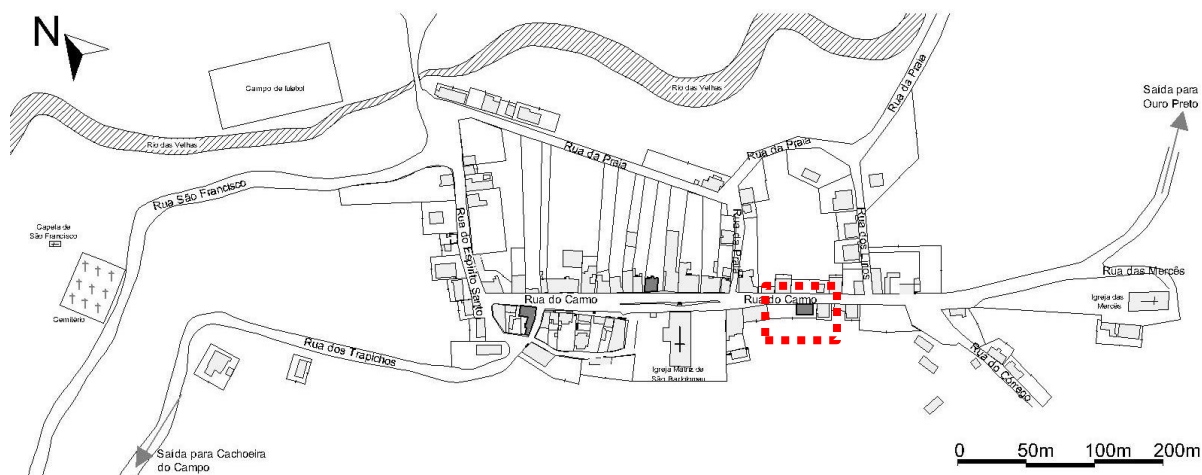 N
Campo de futebol
Rio das Velhas
Rio das Velhas
Rua da Praia
Saída para
Ouro Preto
Rua da Praia
Rua da Praia
Rua São Francisco
Capela de
São Francisco
Cemitério
Rua do Espírito Santo
Rua da Praia
Rua dos
Rua das Mercês
Igreja das
Mercês
Rua do Carmo
Rua do Carmo
Rua dos Trapichos
Igreja Matriz de
São Bartolomeu
Rua do Córrego
Saída para Cachoeira
do Campo
0 50m 100m 200m